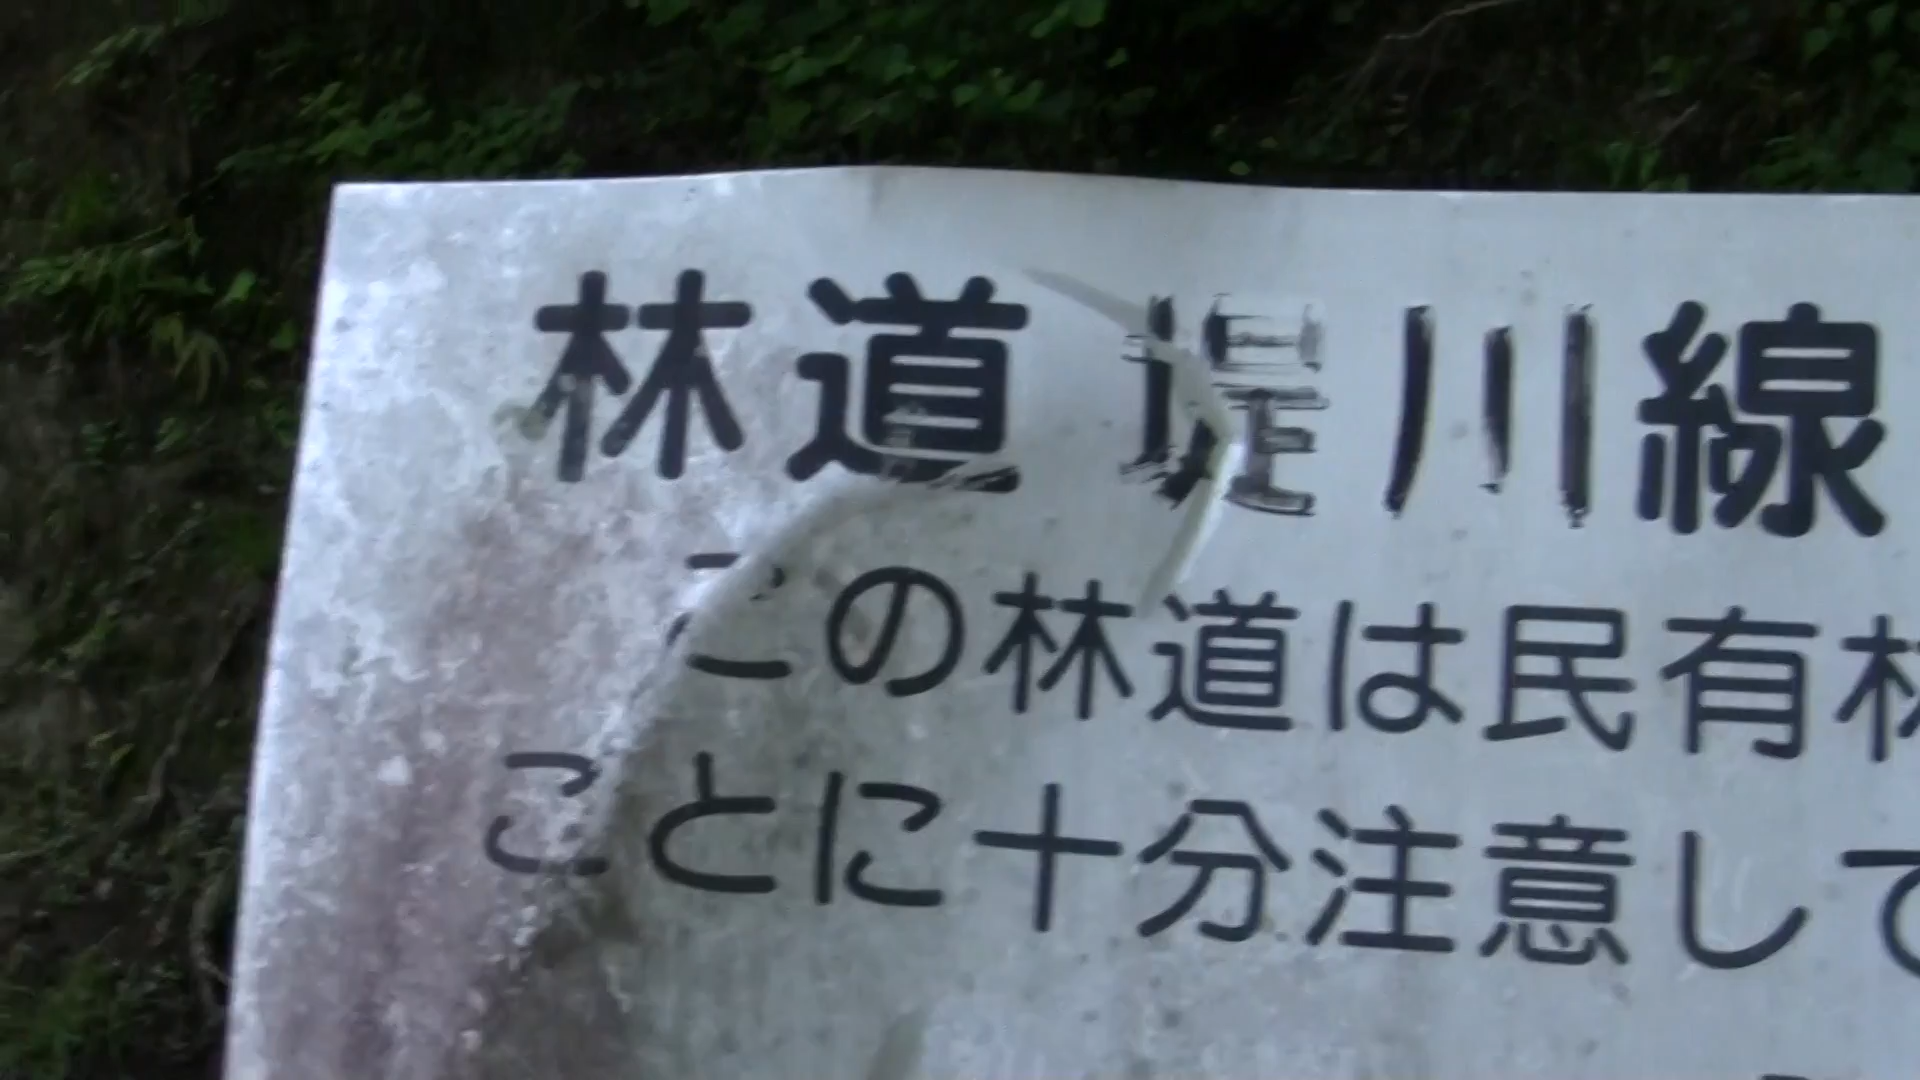 林道 川線
この林道は民有林
ことに十分注意して